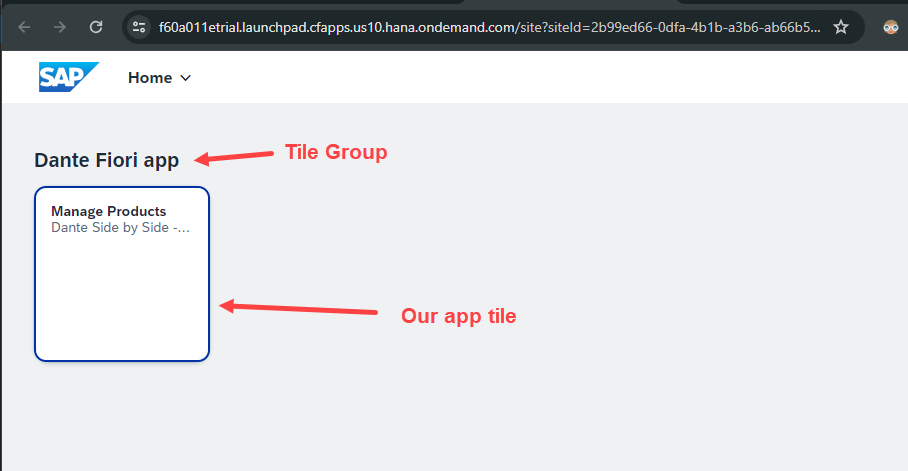 f60a011etrial.launchpad.cfapps.us10.hana.ondemand.com/site?siteId=2b99ed66-0dfa-4b1b-a3b6-ab66b5...
SAP Home
Dante Fiori app
Tile Group
Manage Products
Dante Side by Side -...
Our app tile